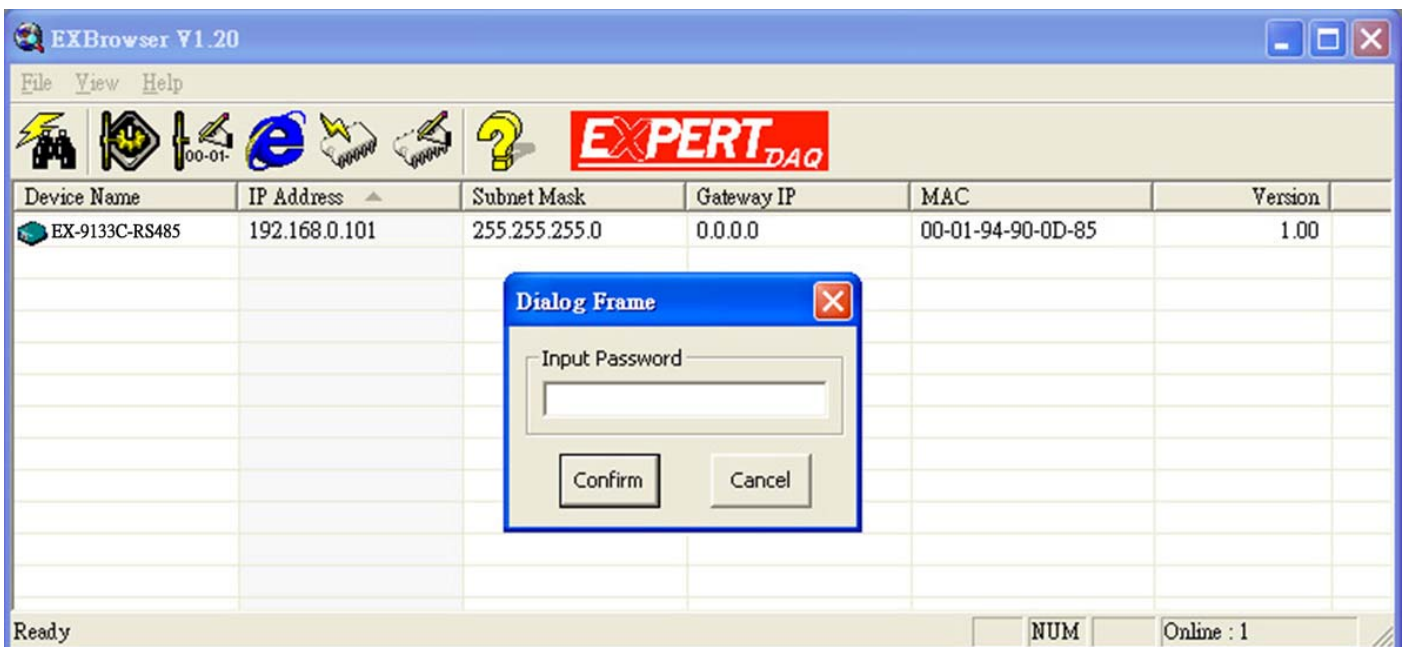 EXBrowser V1.20
File View Help
00-01-
EXPERT DAQ
Device Name IP Address Subnet Mask Gateway IP MAC Version
EX-9133C-RS485 192.168.0.101 255.255.255.0 0.0.0.0 00-01-94-90-0D-85 1.00
Dialog Frame
Input Password
Confirm Cancel
Ready NUM Online : 1